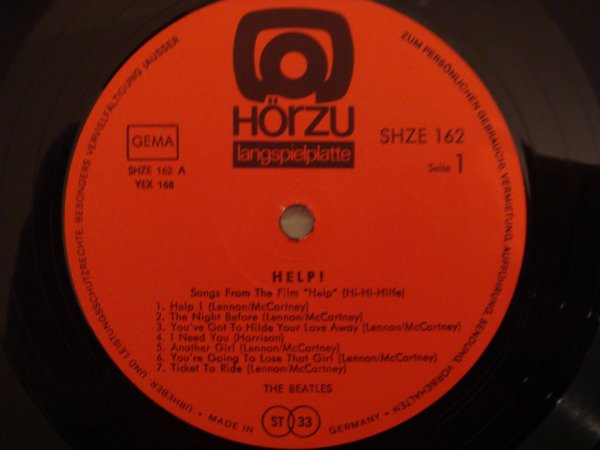 HÖRZU
langspielplatte
GEMA
SHZE 162 A
YEX 168
SHZE 162
Seite 1
HELP!
Songs From The Film "Help" (Hi-Hi-Hilfe)
1. Help! (Lennon/McCartney)
2. The Night Before (Lennon/McCartney)
3. You've Got To Hilde Your Love Away (Lennon/McCartney)
4. I Need You (Harrison)
5. Another Girl (Lennon/McCartney)
6. You're Going To Lose That Girl (Lennon/McCartney)
7. Ticket To Ride (Lennon/McCartney)
THE BEATLES
URHEBER UND LEISTUNGSSCHUTZRECHTE, BESONDERS VERVIELFÄLTIGUNG (AUSSER
ZUM PERSÖNLICHEN GEBRAUCH), VERMIETUNG, AUFFÜHRUNG, SENDUNG, VORBEHALTEN
• MADE IN ST 33 GERMANY •